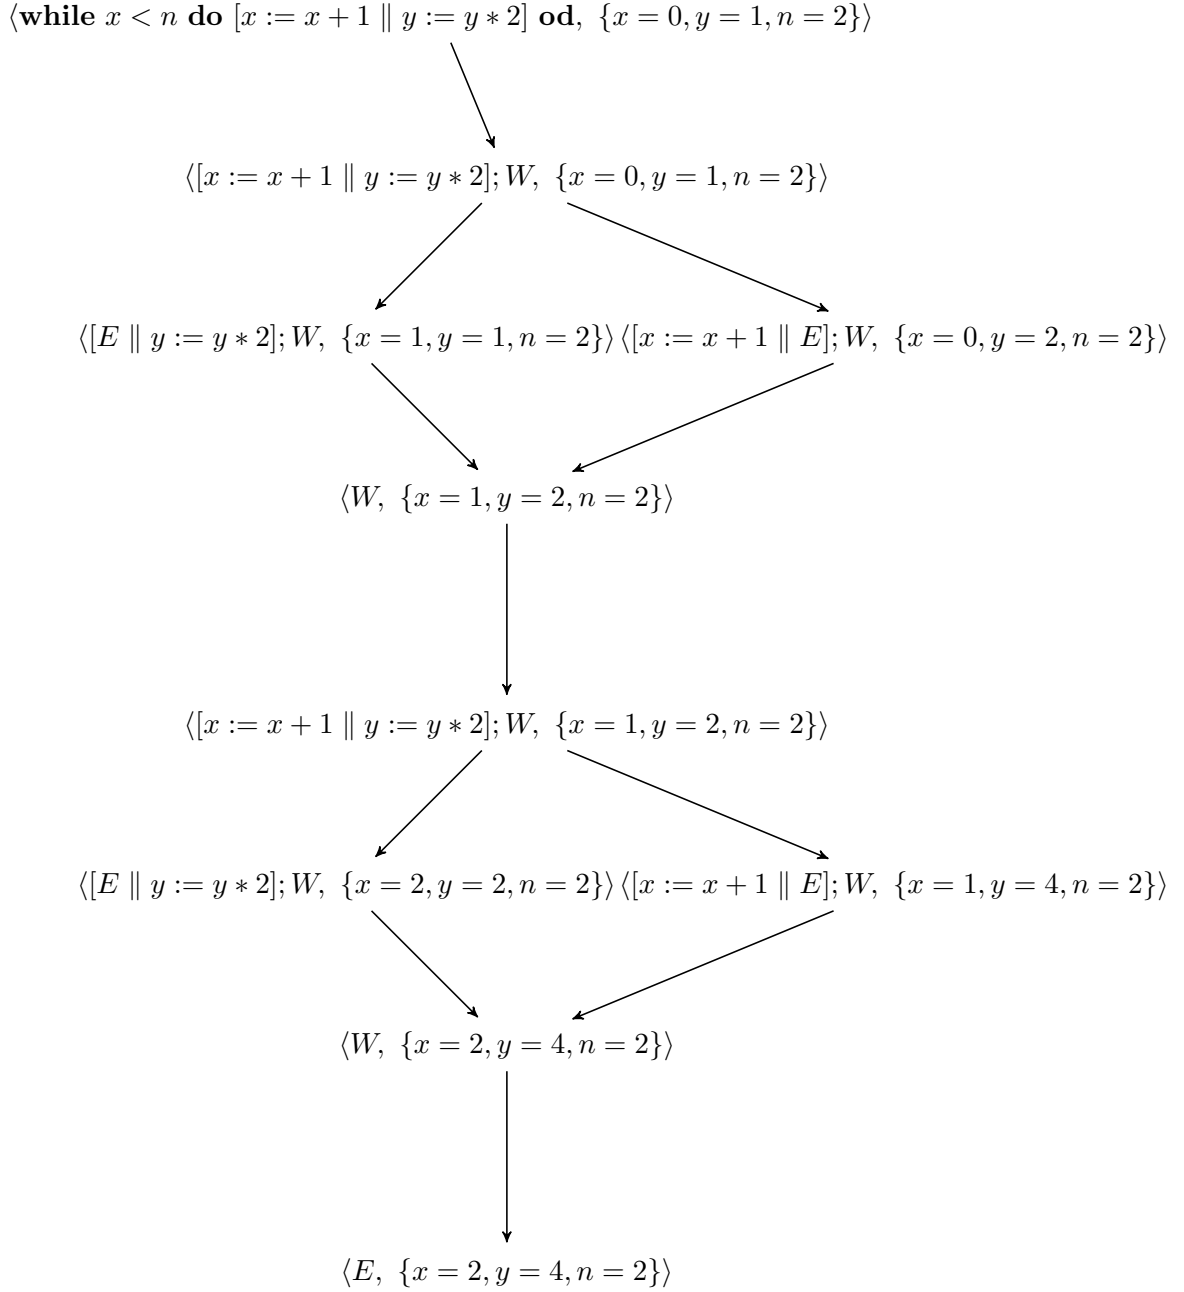 ⟨while x < n do [x := x + 1 ∥ y := y ∗ 2] od, {x = 0, y = 1, n = 2}⟩
⟨[x := x + 1 ∥ y := y ∗ 2]; W, {x = 0, y = 1, n = 2}⟩
⟨[E ∥ y := y ∗ 2]; W, {x = 1, y = 1, n = 2}⟩ ⟨[x := x + 1 ∥ E]; W, {x = 0, y = 2, n = 2}⟩
⟨W, {x = 1, y = 2, n = 2}⟩
⟨[x := x + 1 ∥ y := y ∗ 2]; W, {x = 1, y = 2, n = 2}⟩
⟨[E ∥ y := y ∗ 2]; W, {x = 2, y = 2, n = 2}⟩ ⟨[x := x + 1 ∥ E]; W, {x = 1, y = 4, n = 2}⟩
⟨W, {x = 2, y = 4, n = 2}⟩
⟨E, {x = 2, y = 4, n = 2}⟩